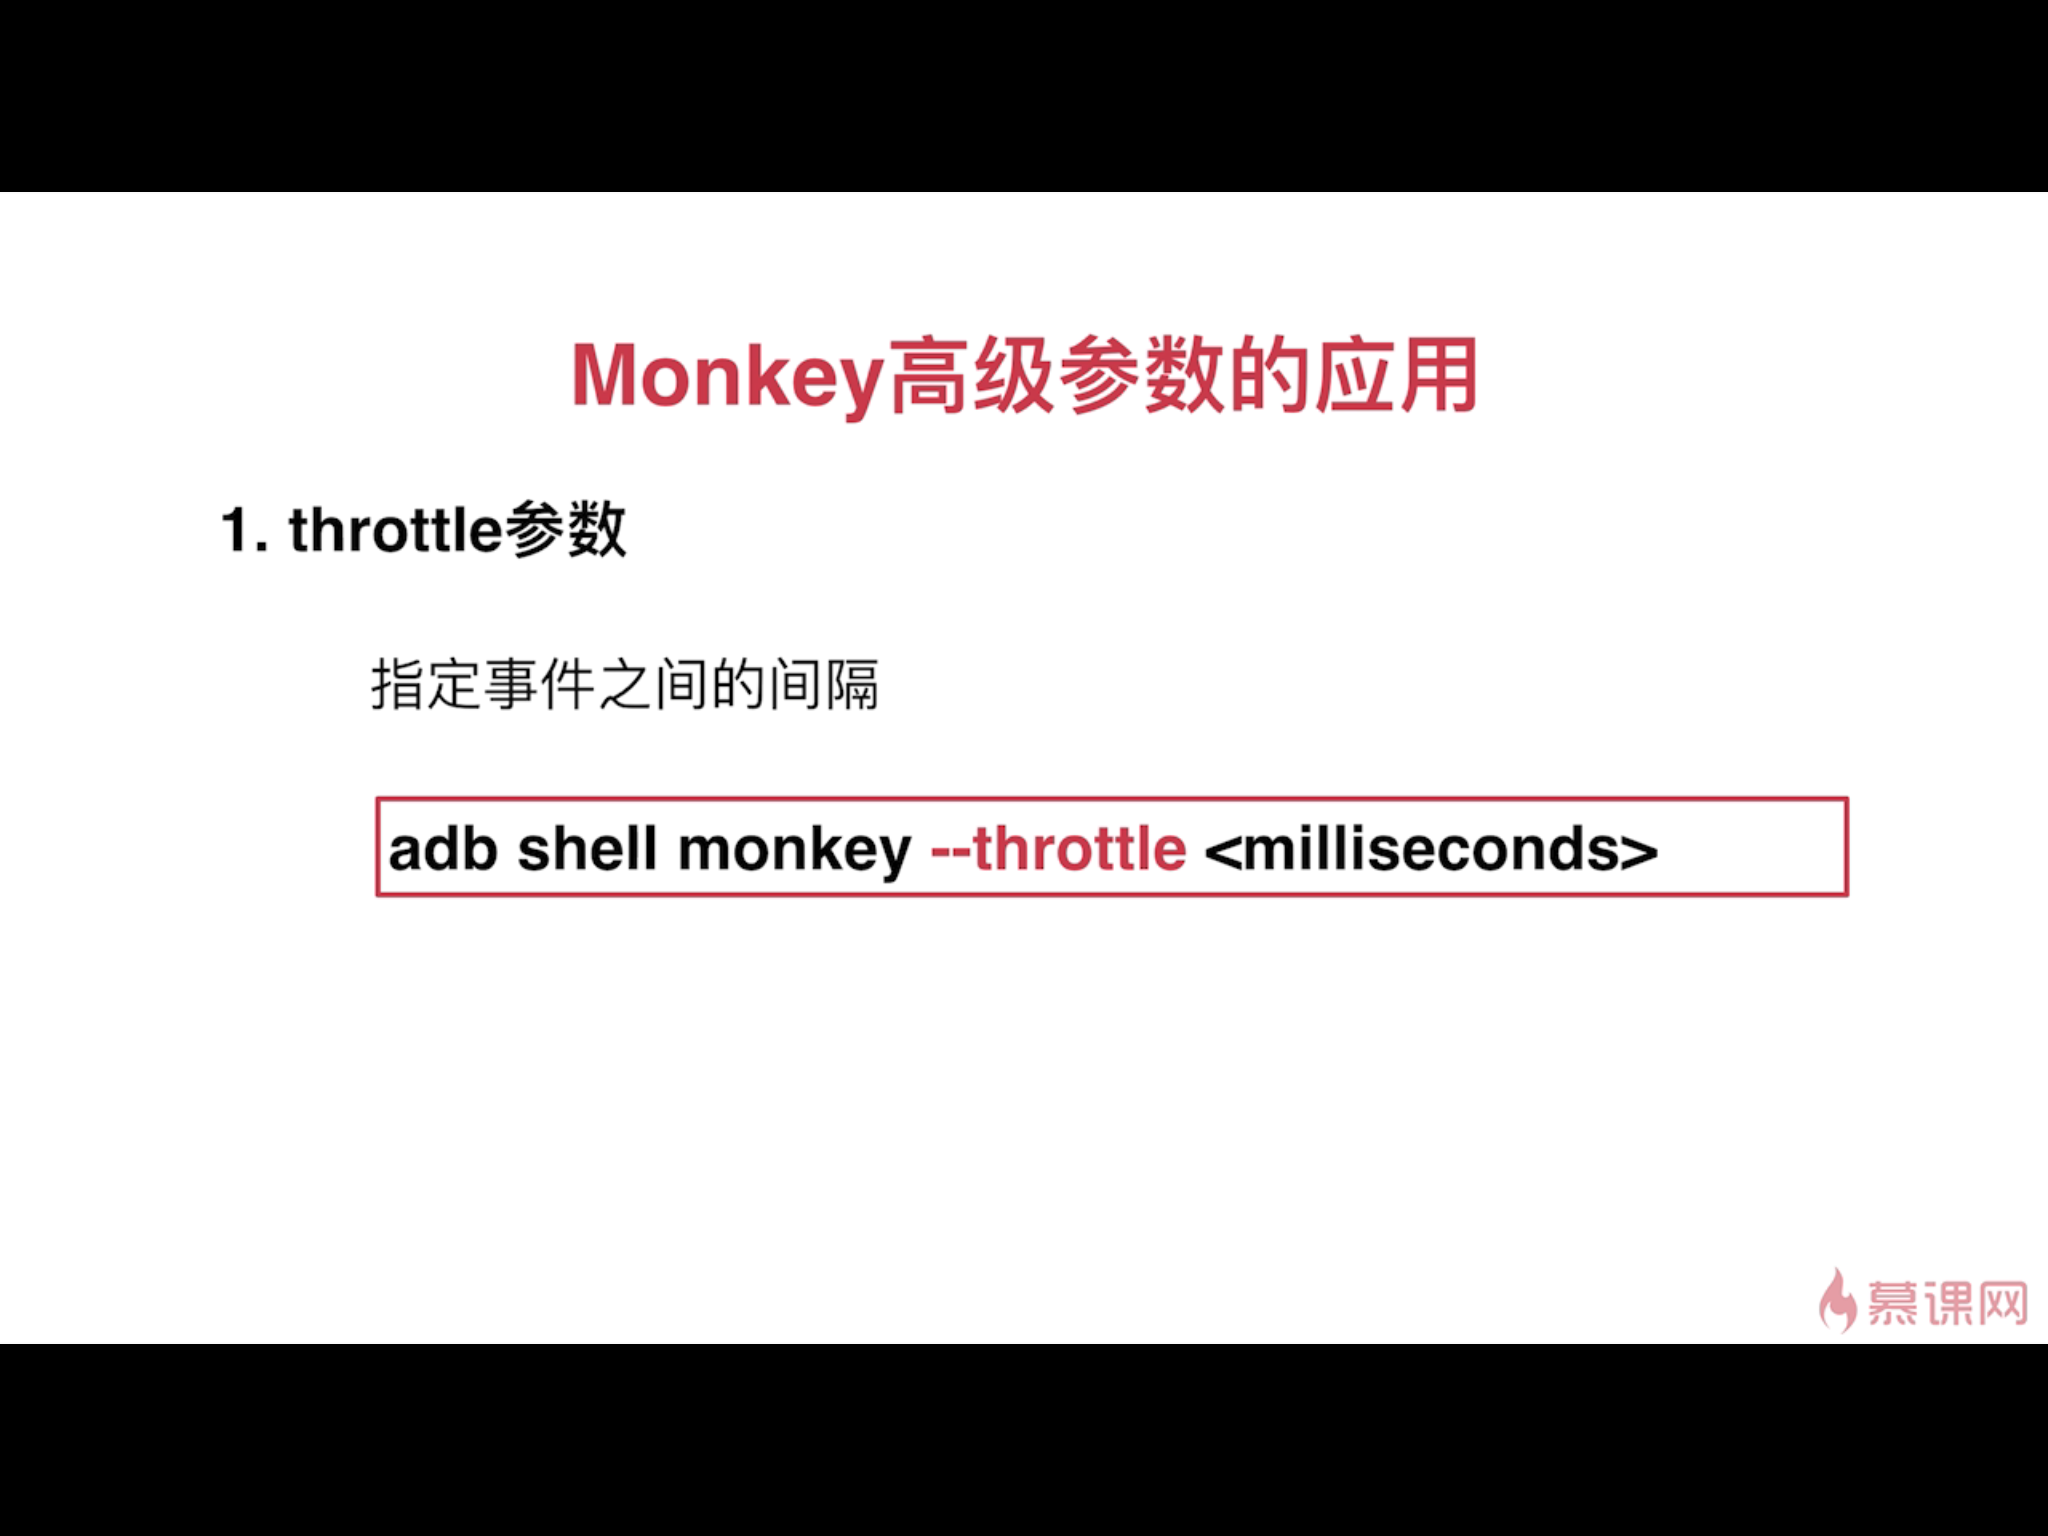 Monkey高级参数的应用
1. throttle参数
指定事件之间的间隔
adb shell monkey --throttle <milliseconds>
慕课网